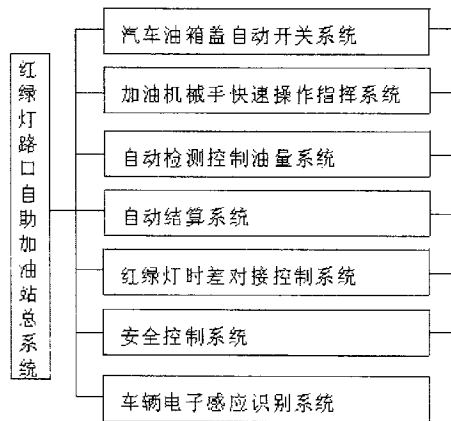 红绿灯路口自助加油站总系统
汽车油箱盖自动开关系统
加油机械手快速操作指挥系统
自动检测控制油量系统
自动结算系统
红绿灯时差对接控制系统
安全控制系统
车辆电子感应识别系统